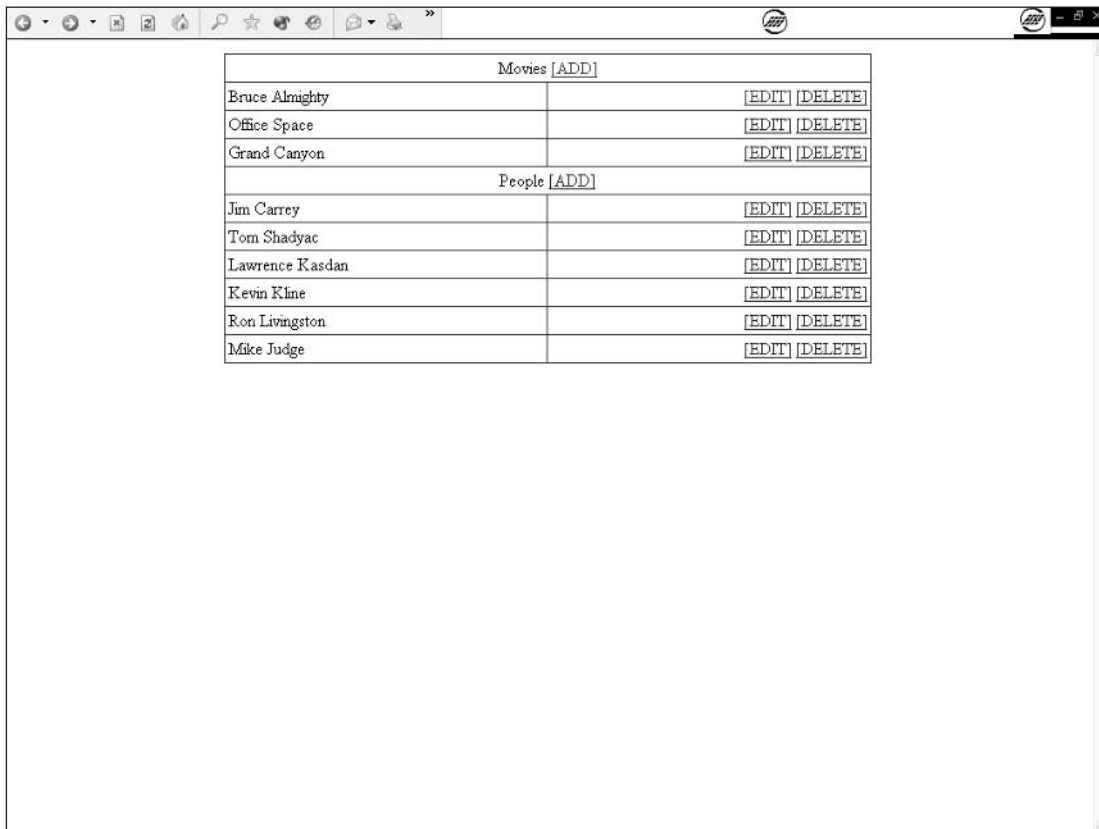 »
Movies [ADD]
Bruce Almighty [EDIT] [DELETE]
Office Space [EDIT] [DELETE]
Grand Canyon [EDIT] [DELETE]
People [ADD]
Jim Carrey [EDIT] [DELETE]
Tom Shadyac [EDIT] [DELETE]
Lawrence Kasdan [EDIT] [DELETE]
Kevin Kline [EDIT] [DELETE]
Ron Livingston [EDIT] [DELETE]
Mike Judge [EDIT] [DELETE]